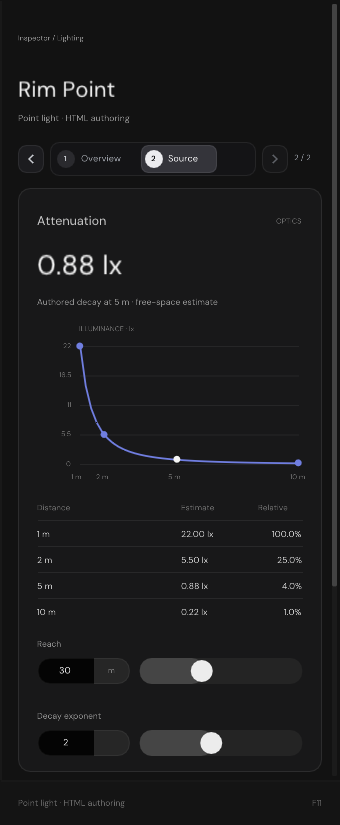 Inspector / Lighting
Rim Point
Point light · HTML authoring
1 Overview 2 Source 2 / 2
Attenuation OPTICS
0.88 lx
Authored decay at 5 m · free-space estimate
ILLUMINANCE · lx
22
16.5
11
5.5
0
1 m 2 m 5 m 10 m
Distance Estimate Relative
1 m 22.00 lx 100.0%
2 m 5.50 lx 25.0%
5 m 0.88 lx 4.0%
10 m 0.22 lx 1.0%
Reach
30 m
Decay exponent
2
Point light · HTML authoring F11